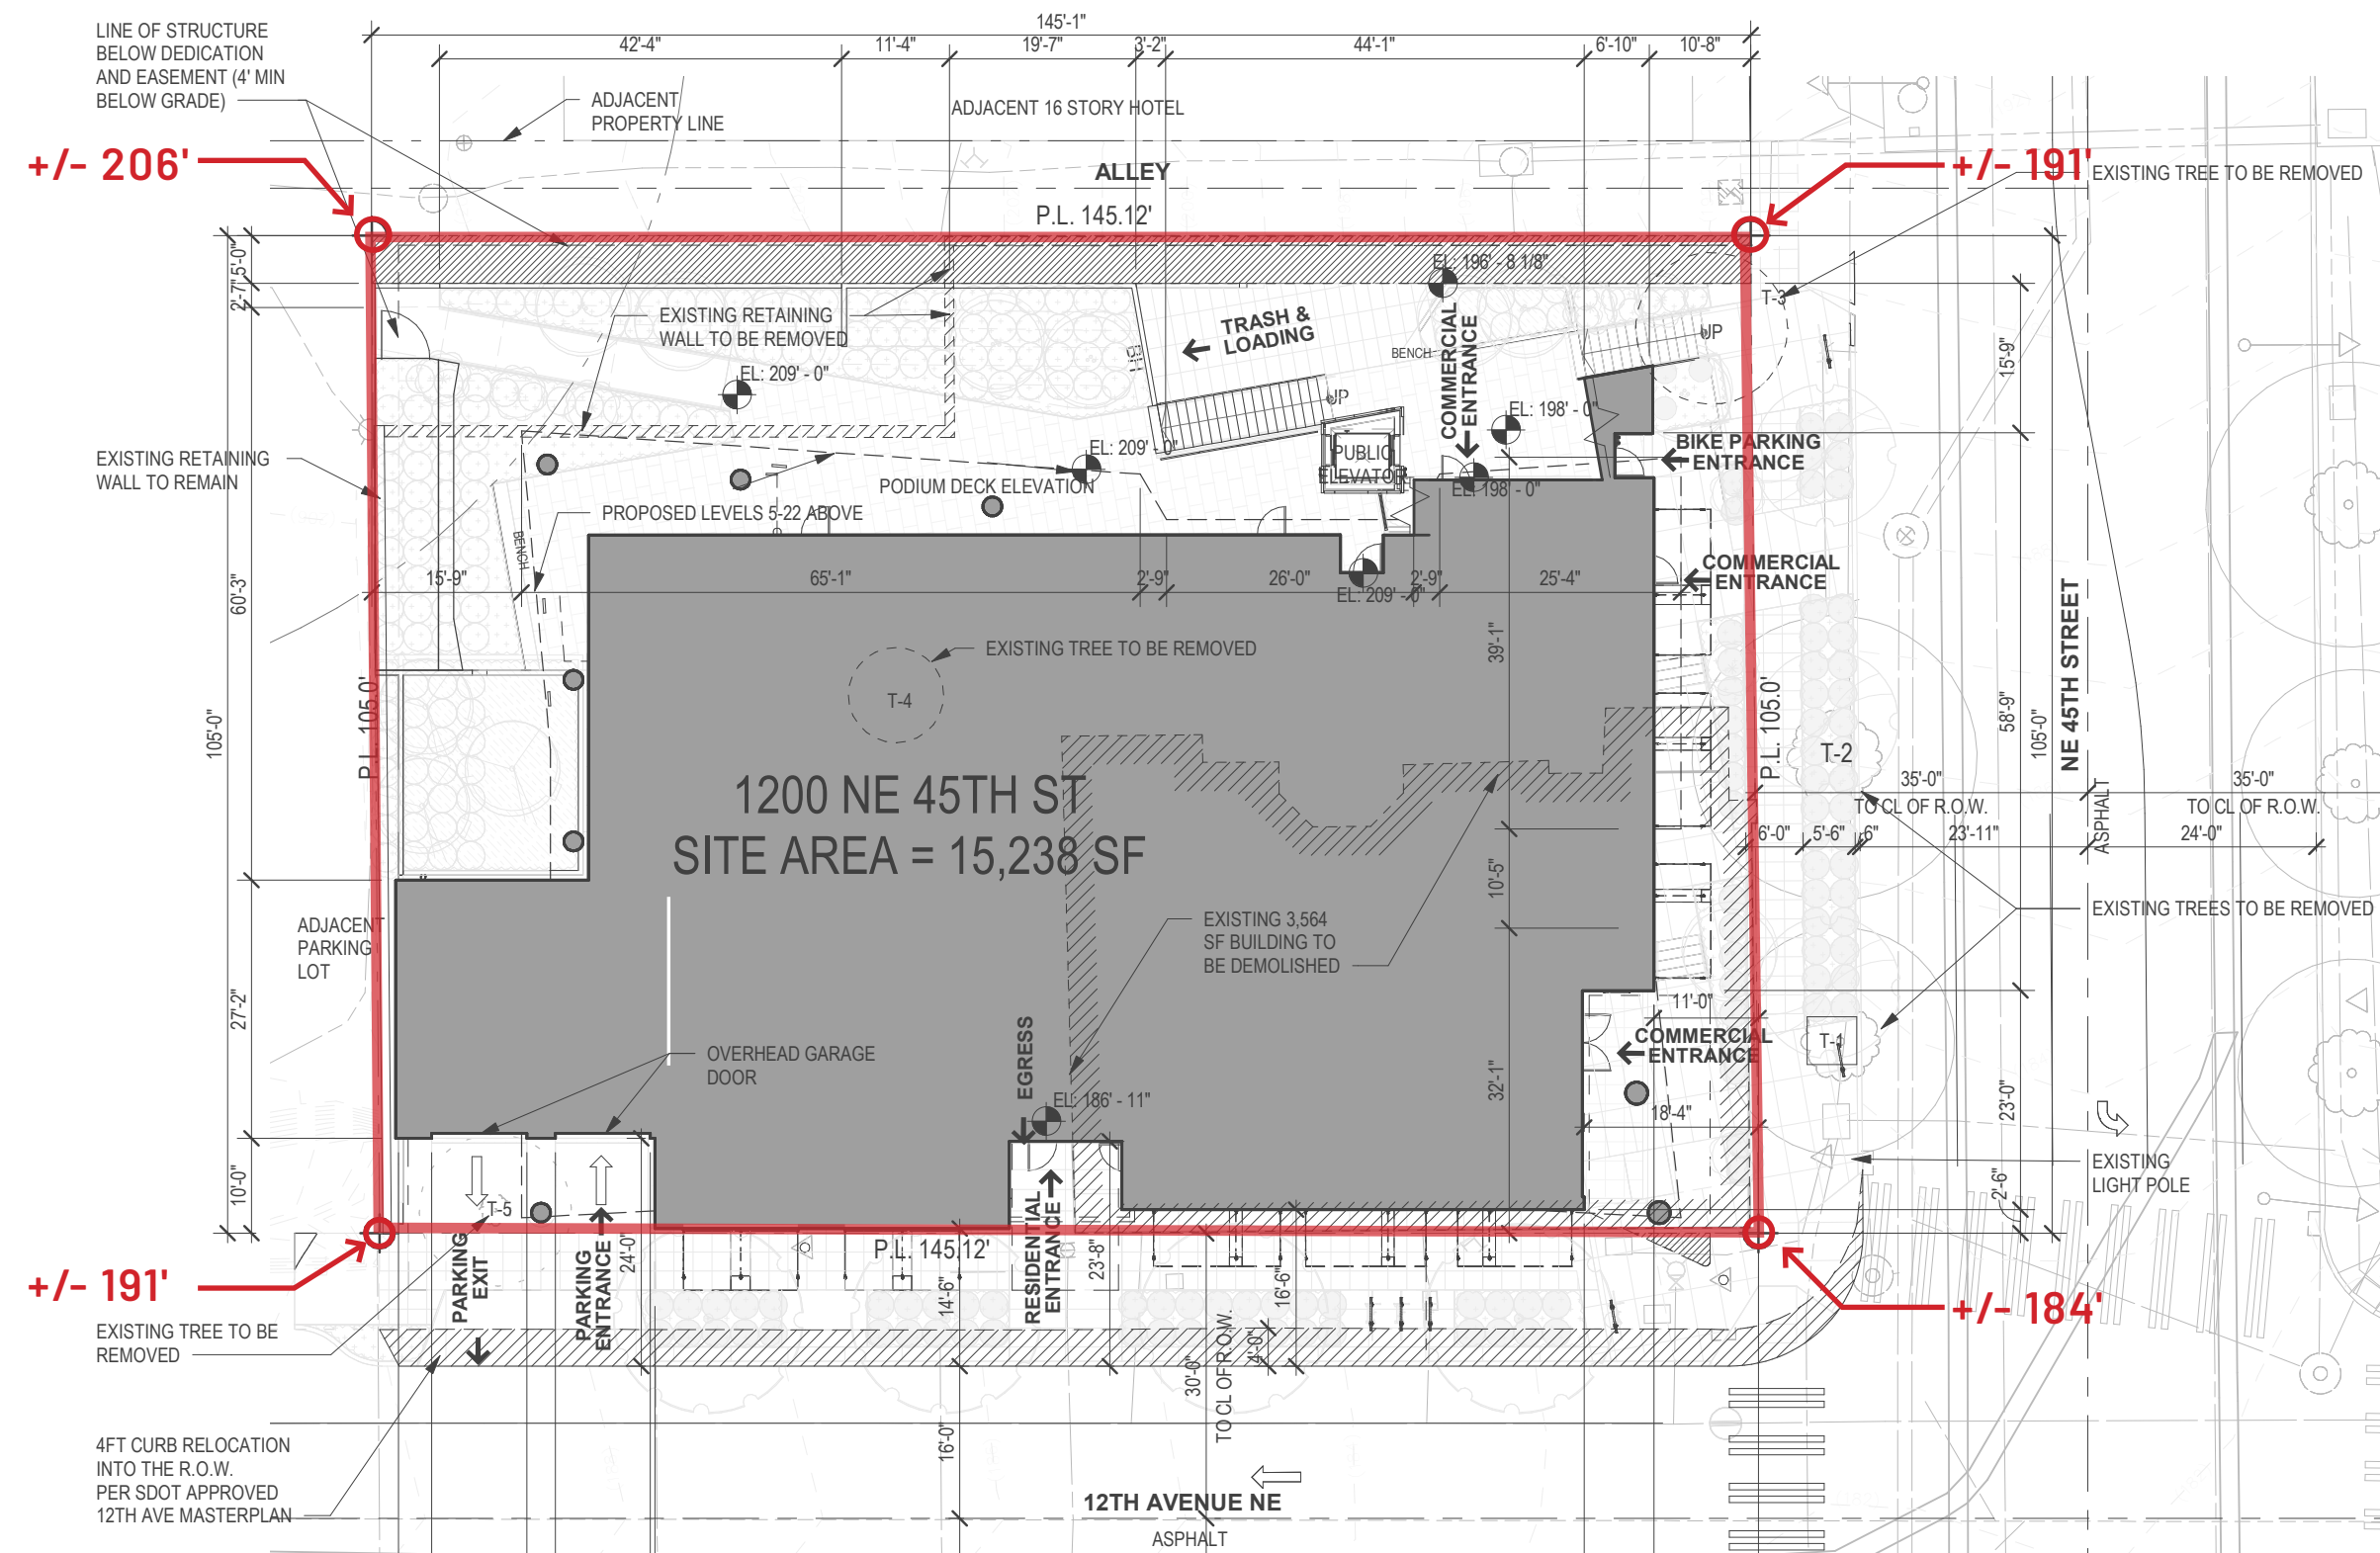 LINE OF STRUCTURE
BELOW DEDICATION
AND EASEMENT (4' MIN
BELOW GRADE)
145'-1"
42'-4"
11'-4"
19'-7"
3'-2"
44'-1"
6'-10"
10'-8"
ADJACENT
PROPERTY LINE
ADJACENT 16 STORY HOTEL
+/- 206'
ALLEY
+/- 191'
EXISTING TREE TO BE REMOVED
P.L. 145.12'
5'-0"
2'-7"
EL: 196' - 8 1/8"
T-3
EXISTING RETAINING
WALL TO BE REMOVED
TRASH &
LOADING
COMMERCIAL
ENTRANCE
UP
BENCH
15'-9"
EL: 209' - 0"
UP
EL: 198' - 0"
EXISTING RETAINING
WALL TO REMAIN
EL: 209' - 0"
PUBLIC
ELEVATOR
BIKE PARKING
ENTRANCE
PODIUM DECK ELEVATION
EL: 198' - 0"
PROPOSED LEVELS 5-22 ABOVE
BENCH
60'-3"
15'-9"
65'-1"
2'-9"
26'-0"
2'-9"
25'-4"
EL: 209' - 0"
COMMERCIAL
ENTRANCE
NE 45TH STREET
EXISTING TREE TO BE REMOVED
39'-1"
T-4
105'-0"
P.L. 105.0'
P.L. 105.0'
T-2
58'-9"
105'-0"
1200 NE 45TH ST
SITE AREA = 15,238 SF
35'-0"
TO CL OF R.O.W.
35'-0"
TO CL OF R.O.W.
6'-0"
5'-6"
6"
23'-11"
ASPHALT
24'-0"
10'-5"
ADJACENT
PARKING
LOT
EXISTING 3,564
SF BUILDING TO
BE DEMOLISHED
EXISTING TREES TO BE REMOVED
27'-2"
11'-0"
COMMERCIAL
ENTRANCE
T-1
OVERHEAD GARAGE
DOOR
EGRESS
EL: 186' - 11"
32'-1"
18'-4"
23'-0"
EXISTING
LIGHT POLE
10'-0"
T-5
2'-6"
+/- 191'
PARKING
EXIT
PARKING
ENTRANCE
24'-0"
P.L. 145.12'
14'-6"
RESIDENTIAL
ENTRANCE
23'-8"
16'-6"
+/- 184'
EXISTING TREE TO BE
REMOVED
4'-0"
30'-0"
TO CL OF R.O.W.
16'-0"
4FT CURB RELOCATION
INTO THE R.O.W.
PER SDOT APPROVED
12TH AVE MASTERPLAN
12TH AVENUE NE
ASPHALT